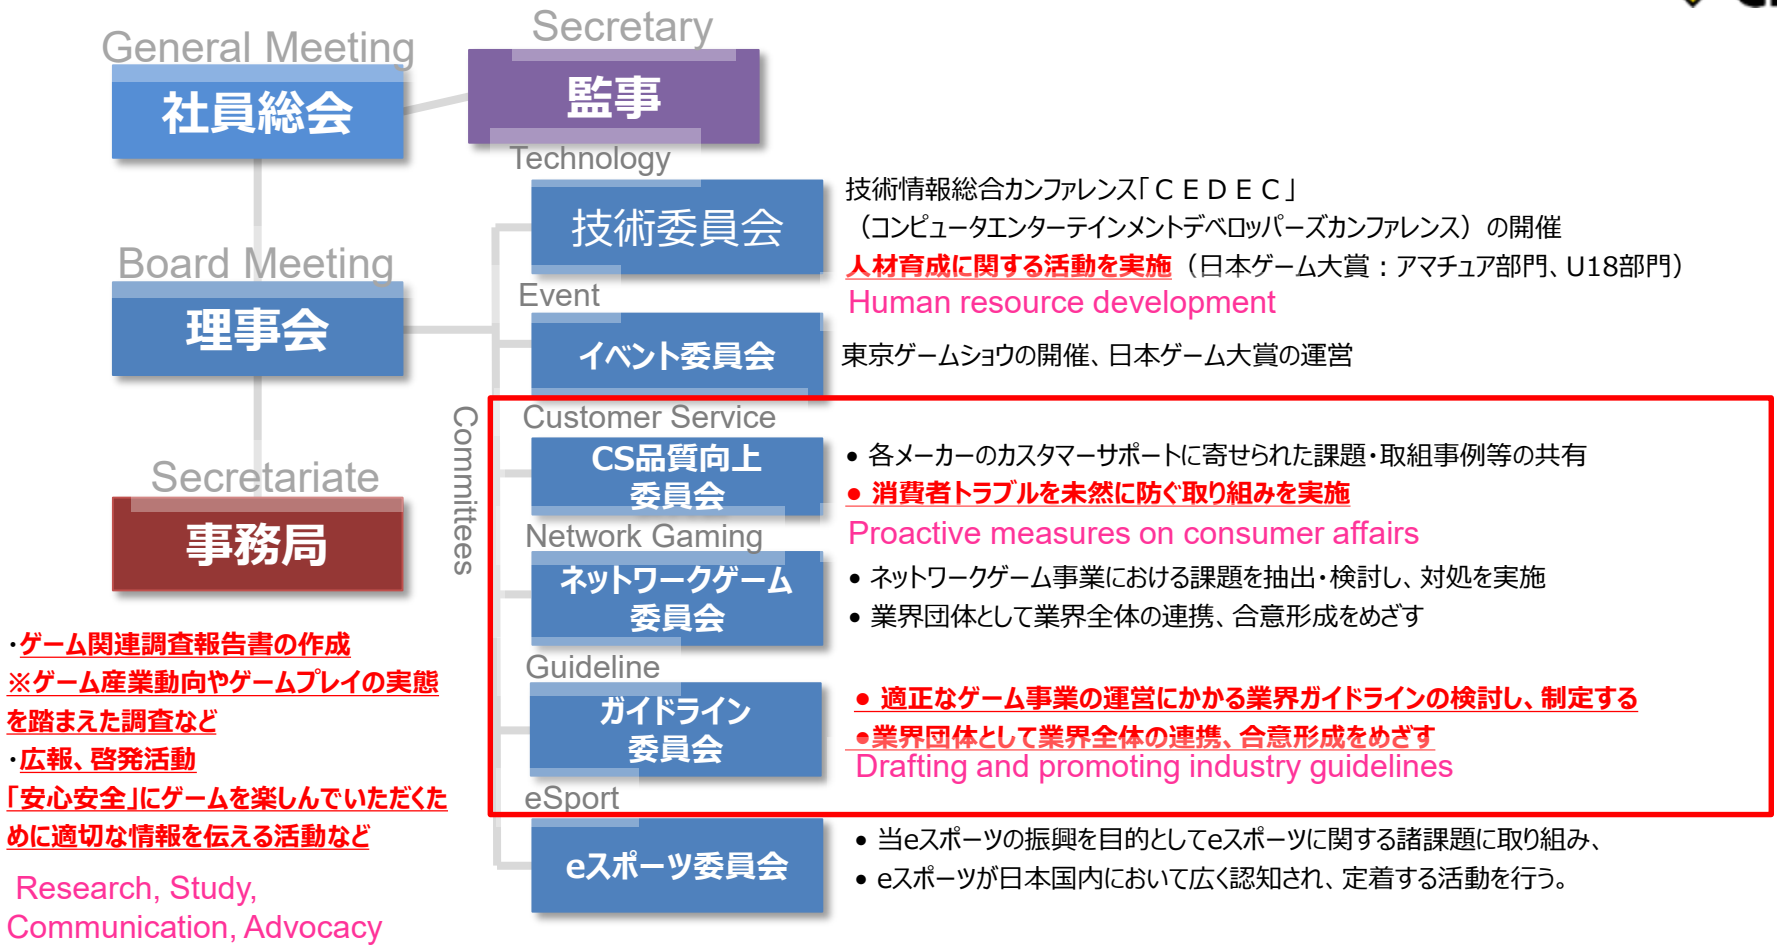 General Meeting
社員総会
Secretary
監事
Board Meeting
理事会
Secretariate
事務局
・ゲーム関連調査報告書の作成
※ゲーム産業動向やゲームプレイの実態
を踏まえた調査など
・広報、啓発活動
「安心安全」にゲームを楽しんでいただくた
めに適切な情報を伝える活動など
Research, Study,
Communication, Advocacy
Committees
Technology
技術委員会
技術情報総合カンファレンス「ＣＥＤＥＣ」
（コンピュータエンターテインメントデベロッパーズカンファレンス）の開催
人材育成に関する活動を実施（日本ゲーム大賞：アマチュア部門、U18部門）
Human resource development
Event
イベント委員会
東京ゲームショウの開催、日本ゲーム大賞の運営
Customer Service
CS品質向上
委員会
• 各メーカーのカスタマーサポートに寄せられた課題・取組事例等の共有
• 消費者トラブルを未然に防ぐ取り組みを実施
Proactive measures on consumer affairs
Network Gaming
ネットワークゲーム
委員会
• ネットワークゲーム事業における課題を抽出・検討し、対処を実施
• 業界団体として業界全体の連携、合意形成をめざす
Guideline
ガイドライン
委員会
• 適正なゲーム事業の運営にかかる業界ガイドラインの検討し、制定する
•業界団体として業界全体の連携、合意形成をめざす
Drafting and promoting industry guidelines
eSport
eスポーツ委員会
• 当eスポーツの振興を目的としてeスポーツに関する諸課題に取り組み、
• eスポーツが日本国内において広く認知され、定着する活動を行う。